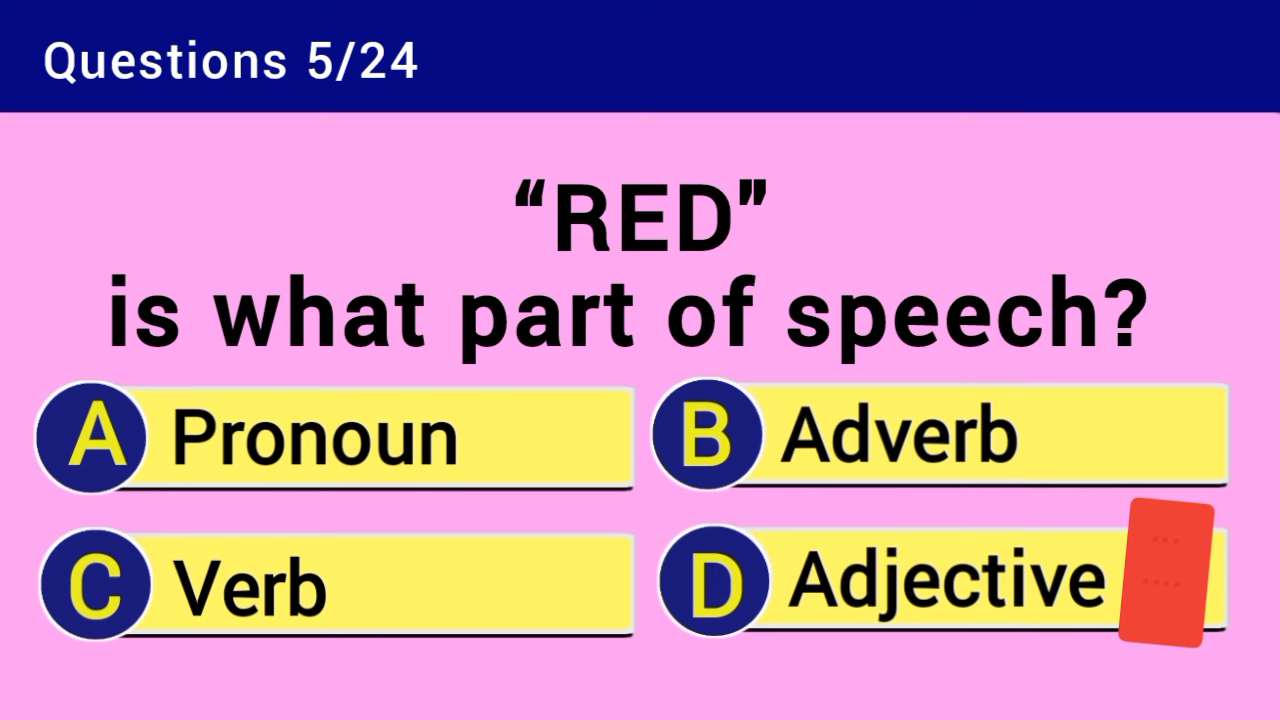 Questions 5/24
“RED”
is what part of speech?
A Pronoun
B Adverb
C Verb
D Adjective